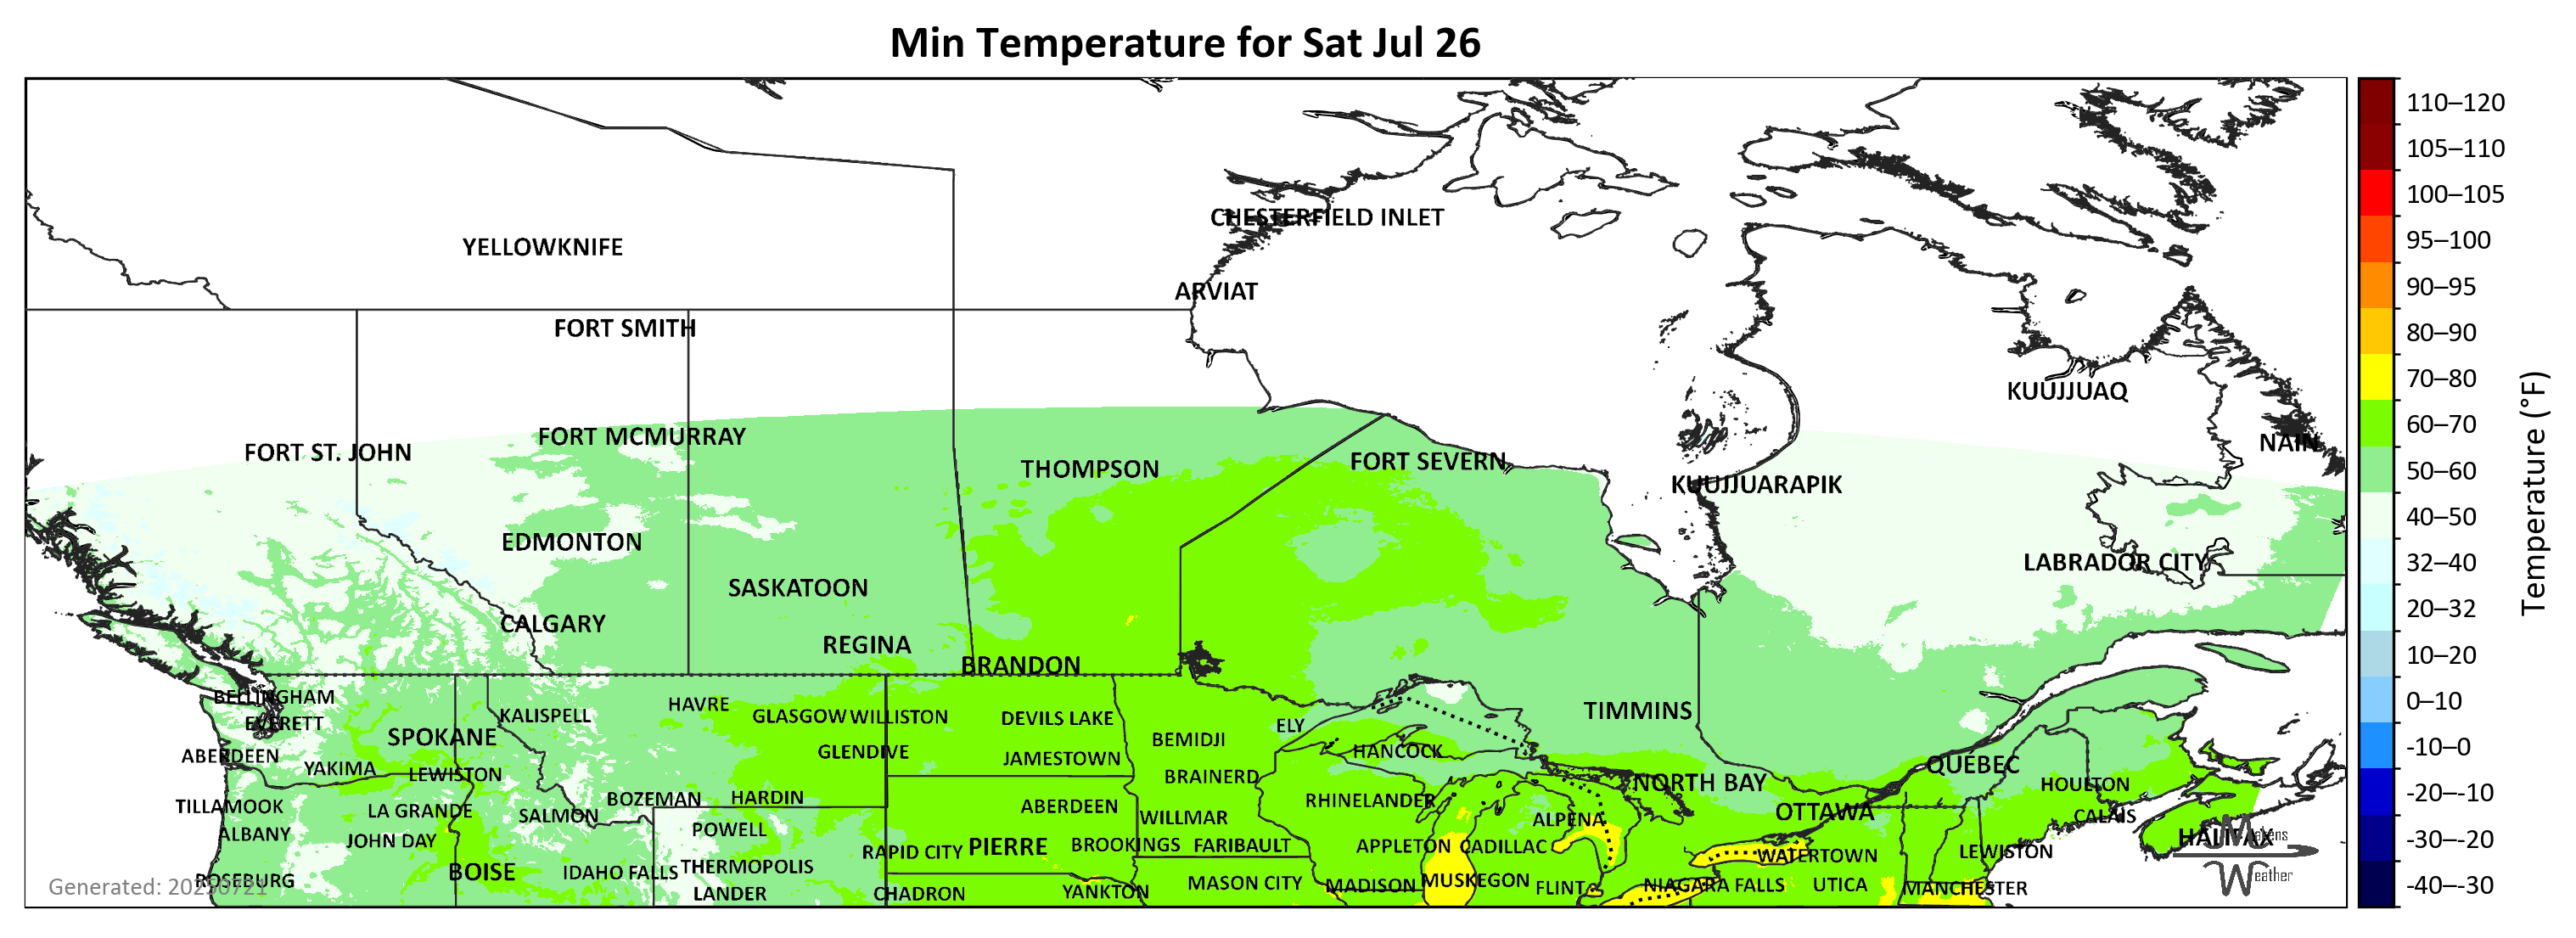 Min Temperature for Sat Jul 26
110–120
105–110
100–105
95–100
90–95
80–90
70–80
60–70
50–60
40–50
32–40
20–32
10–20
0–10
-10–0
-20–-10
-30–-20
-40–-30
Temperature (°F)
CHESTERFIELD INLET
YELLOWKNIFE
ARVIAT
FORT SMITH
KUUJJUAQ
FORT MCMURRAY
NAIN
FORT ST. JOHN
FORT SEVERN
THOMPSON
KUUJJUARAPIK
EDMONTON
LABRADOR CITY
SASKATOON
CALGARY
REGINA
BRANDON
BELLINGHAM
HAVRE
TIMMINS
KALISPELL
GLASGOW WILLISTON
DEVILS LAKE
EVERETT
ELY
SPOKANE
BEMIDJI
HANCOCK
GLENDIVE
ABERDEEN
JAMESTOWN
QUÉBEC
YAKIMA
LEWISTON
BRAINERD
NORTH BAY
HOULTON
BOZEMAN
HARDIN
RHINELANDER
TILLAMOOK
LA GRANDE
ABERDEEN
OTTAWA
SALMON
WILLMAR
CALAIS
ALPENA
ALBANY
POWELL
HALIFAX
JOHN DAY
PIERRE
BROOKINGS
FARIBAULT
APPLETON
CADILLAC
RAPID CITY
LEWISTON
WATERTOWN
THERMOPOLIS
BOISE
IDAHO FALLS
ROSEBURG
MUSKEGON
MASON CITY
MADISON
NIAGARA FALLS
UTICA
FLINT
MANCHESTER
LANDER
CHADRON
YANKTON
Generated: 20250721
Makens
Weather